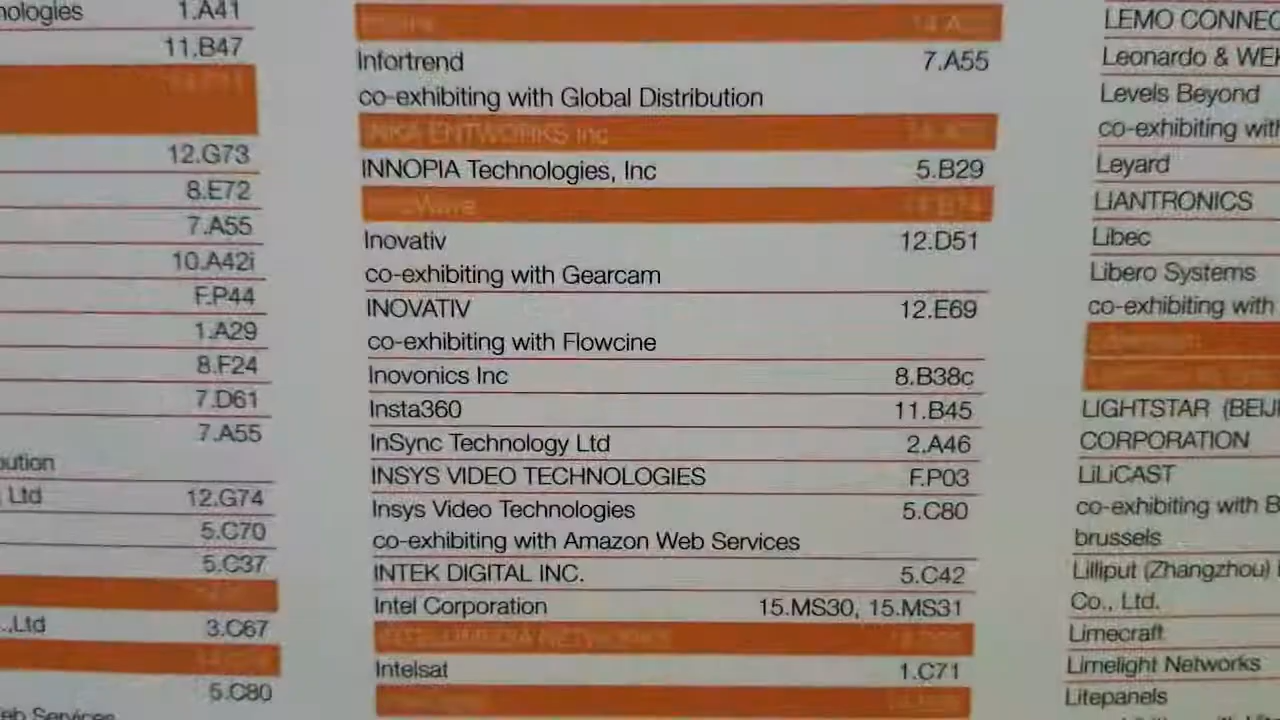 nologies 1.A41
11.B47
12.G73
8.E72
7.A55
10.A42i
F.P44
1.A29
8.F24
7.D61
7.A55
Ltd 12.G74
5.C70
5.C37
.,Ltd 3.C67
5.C80
Infortrend 7.A55
co-exhibiting with Global Distribution
INKA ENTWORKS Inc
INNOPIA Technologies, Inc 5.B29
Inovativ 12.D51
co-exhibiting with Gearcam
INOVATIV 12.E69
co-exhibiting with Flowcine
Inovonics Inc 8.B38c
Insta360 11.B45
InSync Technology Ltd 2.A46
INSYS VIDEO TECHNOLOGIES F.P03
Insys Video Technologies 5.C80
co-exhibiting with Amazon Web Services
INTEK DIGITAL INC. 5.C42
Intel Corporation 15.MS30, 15.MS31
Intelsat 1.C71
LEMO CONNEC
Leonardo & WE
Levels Beyond
co-exhibiting with
Leyard
LIANTRONICS
Libec
Libero Systems
co-exhibiting with
LIGHTSTAR (BEIJI
CORPORATION
LiLiCAST
co-exhibiting with B
brussels
Lilliput (Zhangzhou)
Co., Ltd.
Limecraft
Limelight Networks
Litepanels